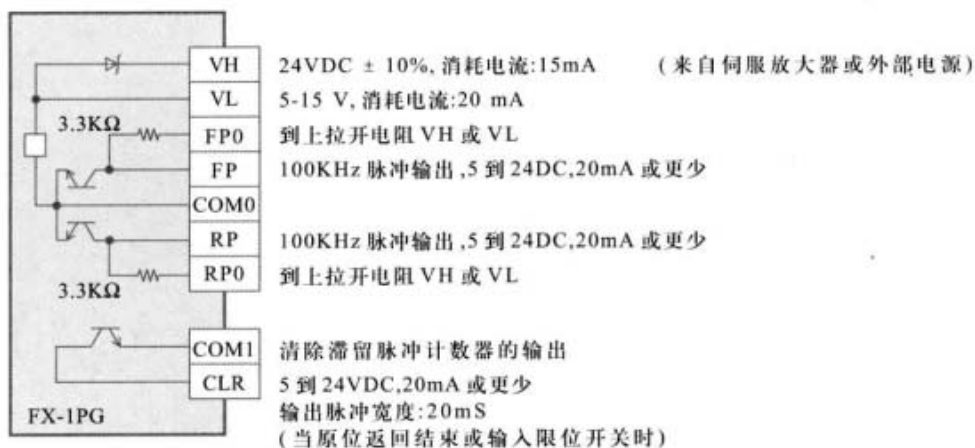 VH 24VDC ± 10%, 消耗电流:15mA (来自伺服放大器或外部电源)
VL 5-15 V, 消耗电流:20 mA
3.3KΩ
FP0 到上拉开电阻 VH 或 VL
FP 100KHz 脉冲输出,5 到 24DC,20mA 或更少
COM0
RP 100KHz 脉冲输出,5 到 24DC,20mA 或更少
RP0 到上拉开电阻 VH 或 VL
3.3KΩ
COM1 清除滞留脉冲计数器的输出
CLR 5 到 24VDC,20mA 或更少
输出脉冲宽度:20mS
FX-1PG
(当原位返回结束或输入限位开关时)